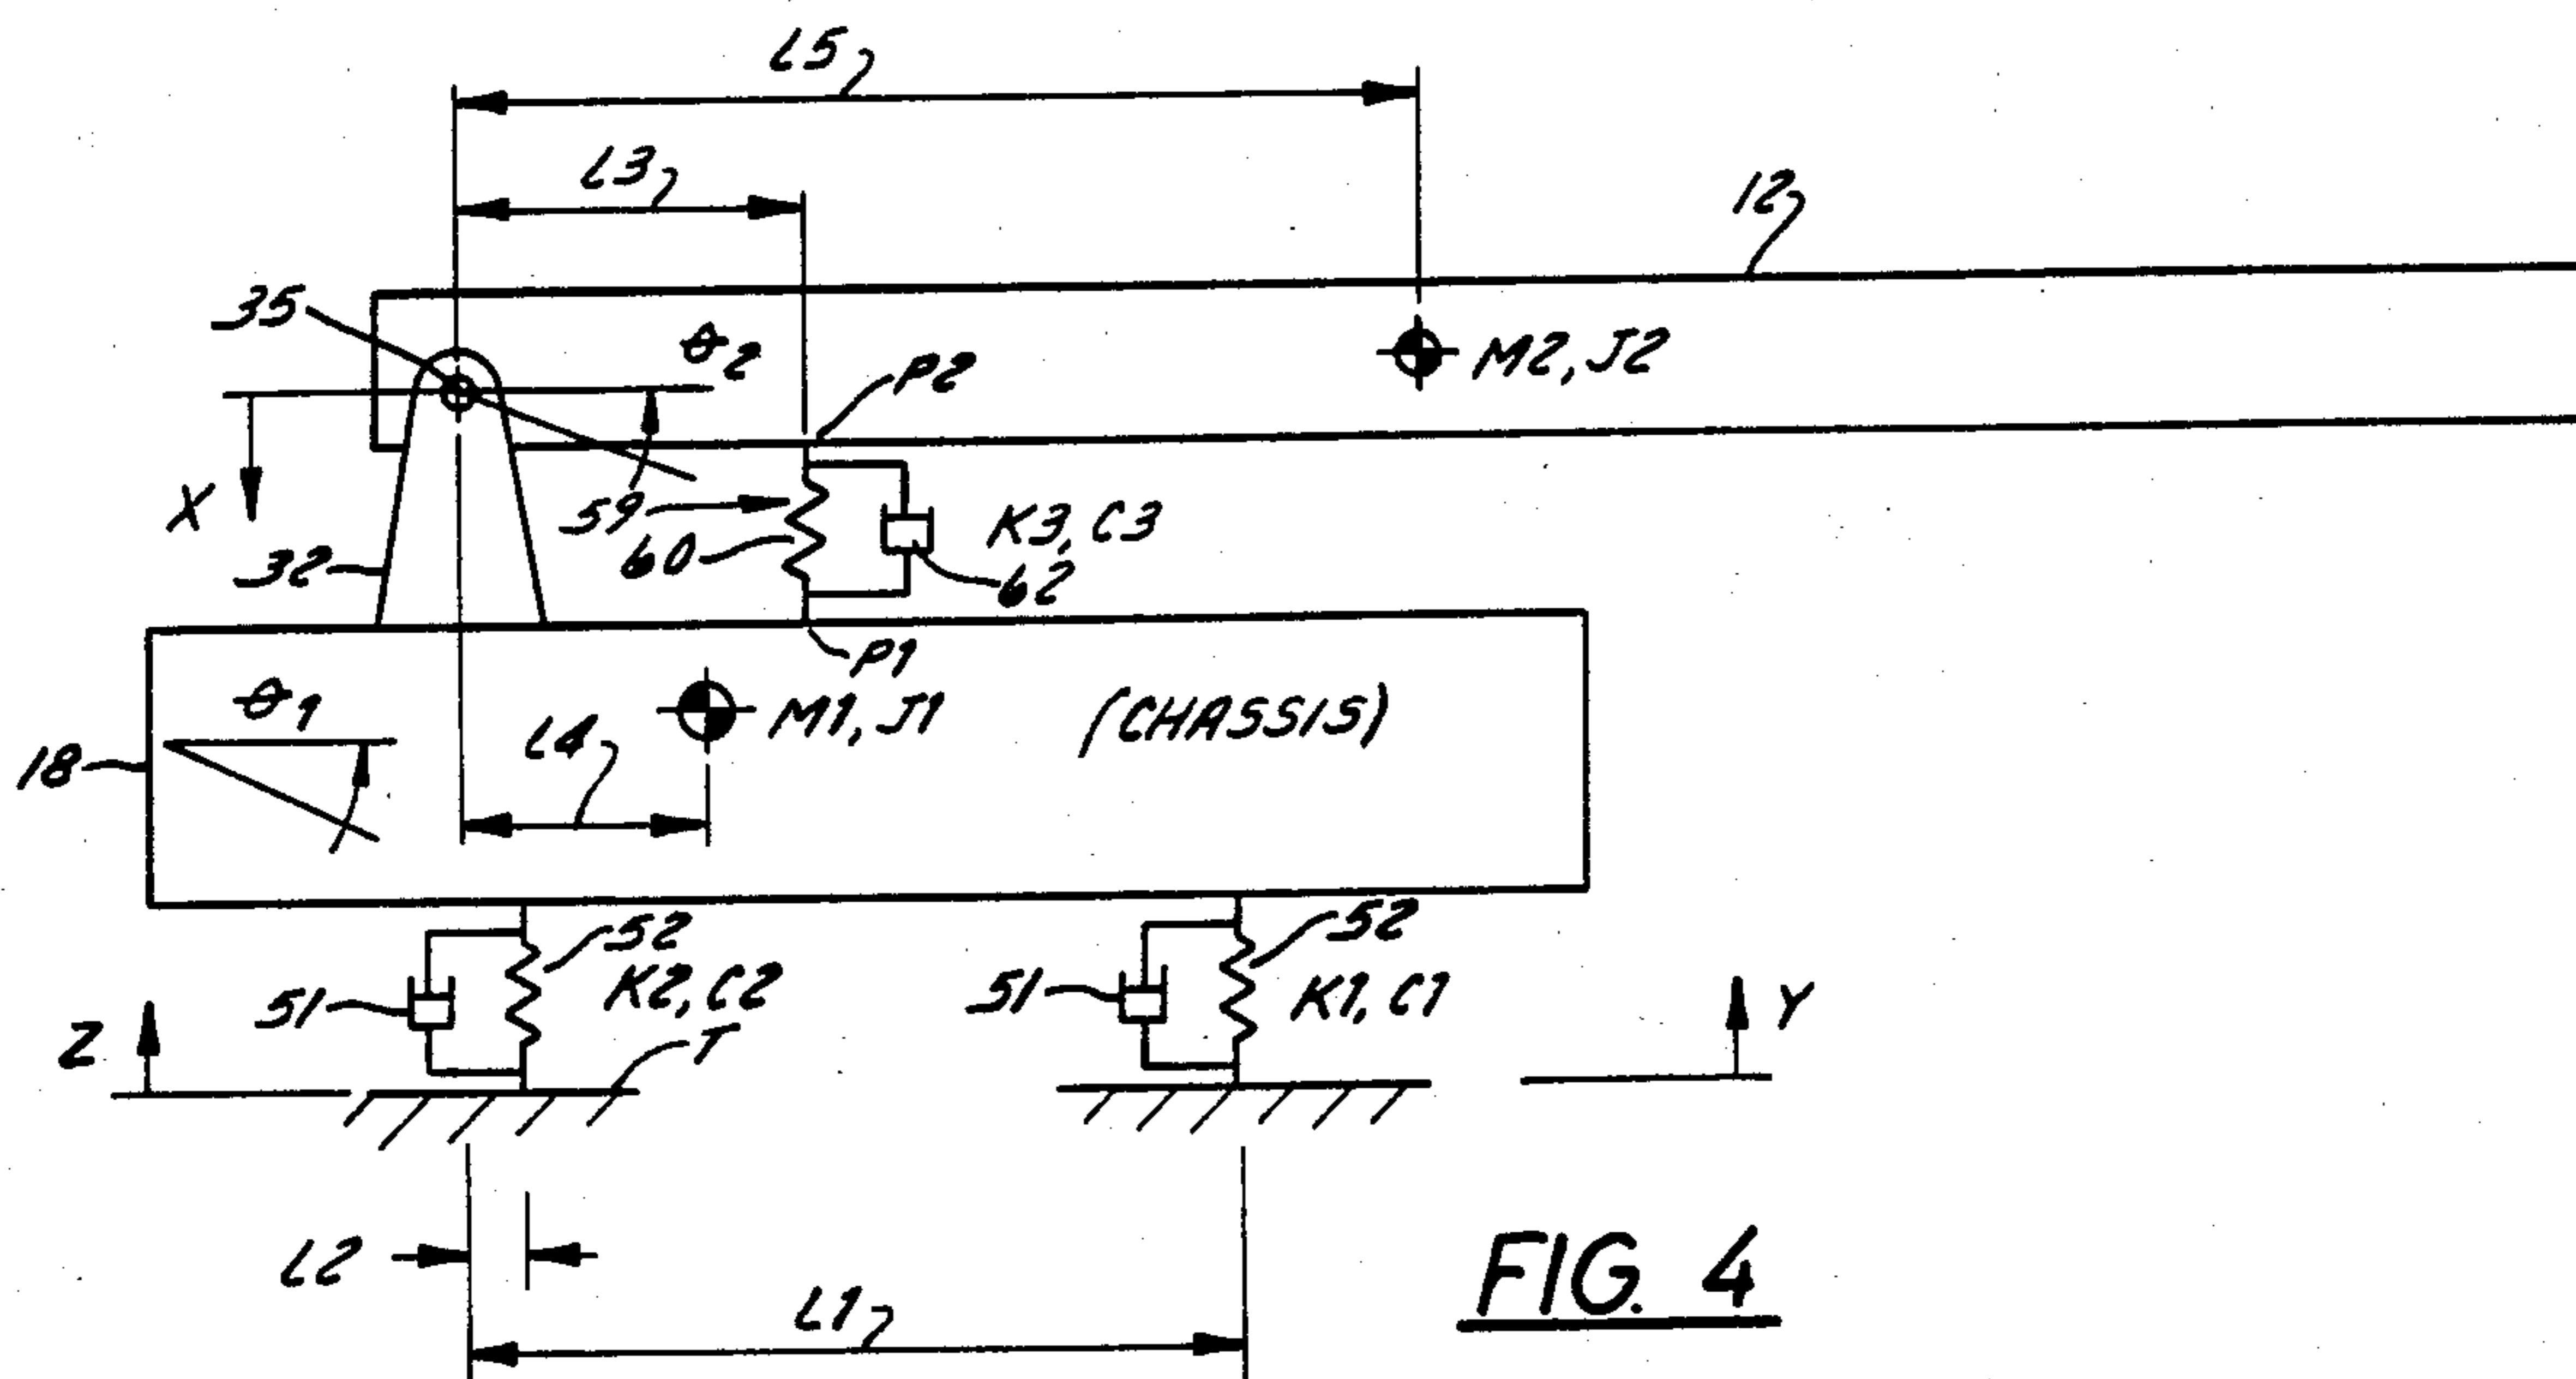 L5
L3
12
35
θ2
P2
M2, J2
X
59
60
K3, C3
62
32
P1
θ1
M1, J1
(CHASSIS)
L4
18
52
52
K2, C2
51
51
K1, C1
Z
T
Y
L2
L1
FIG. 4